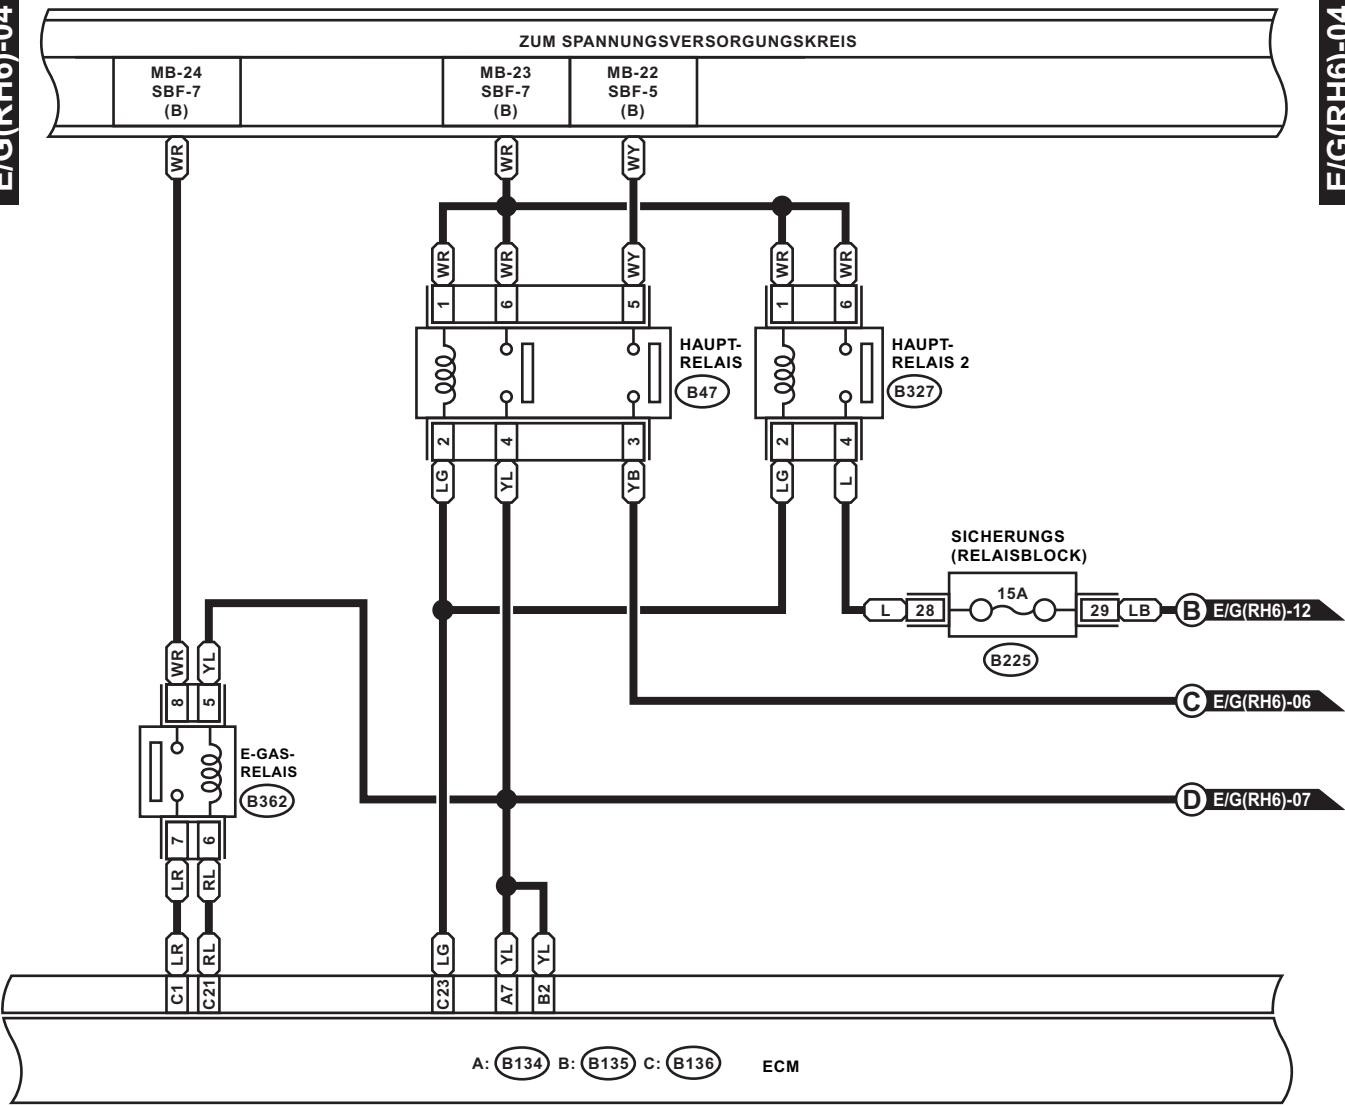 E/G(RH6)-04
E/G(RH6)-04
ZUM SPANNUNGSVERSORGUNGSKREIS
MB-24
SBF-7
(B)
MB-23
SBF-7
(B)
MB-22
SBF-5
(B)
WR
WR
WY
WR
WR
WY
WR
WR
1
6
5
1
6
HAUPT-
RELAIS
B47
HAUPT-
RELAIS 2
B327
2
4
3
2
4
LG
YL
YB
LG
L
SICHERUNGS
(RELAISBLOCK)
15A
L
28
29
LB
B
E/G(RH6)-12
B225
WR
YL
8
5
C
E/G(RH6)-06
E-GAS-
RELAIS
B362
D
E/G(RH6)-07
7
6
LR
RL
LR
RL
LG
YL
YL
C1
C21
C23
A7
B2
A: B134 B: B135 C: B136 ECM